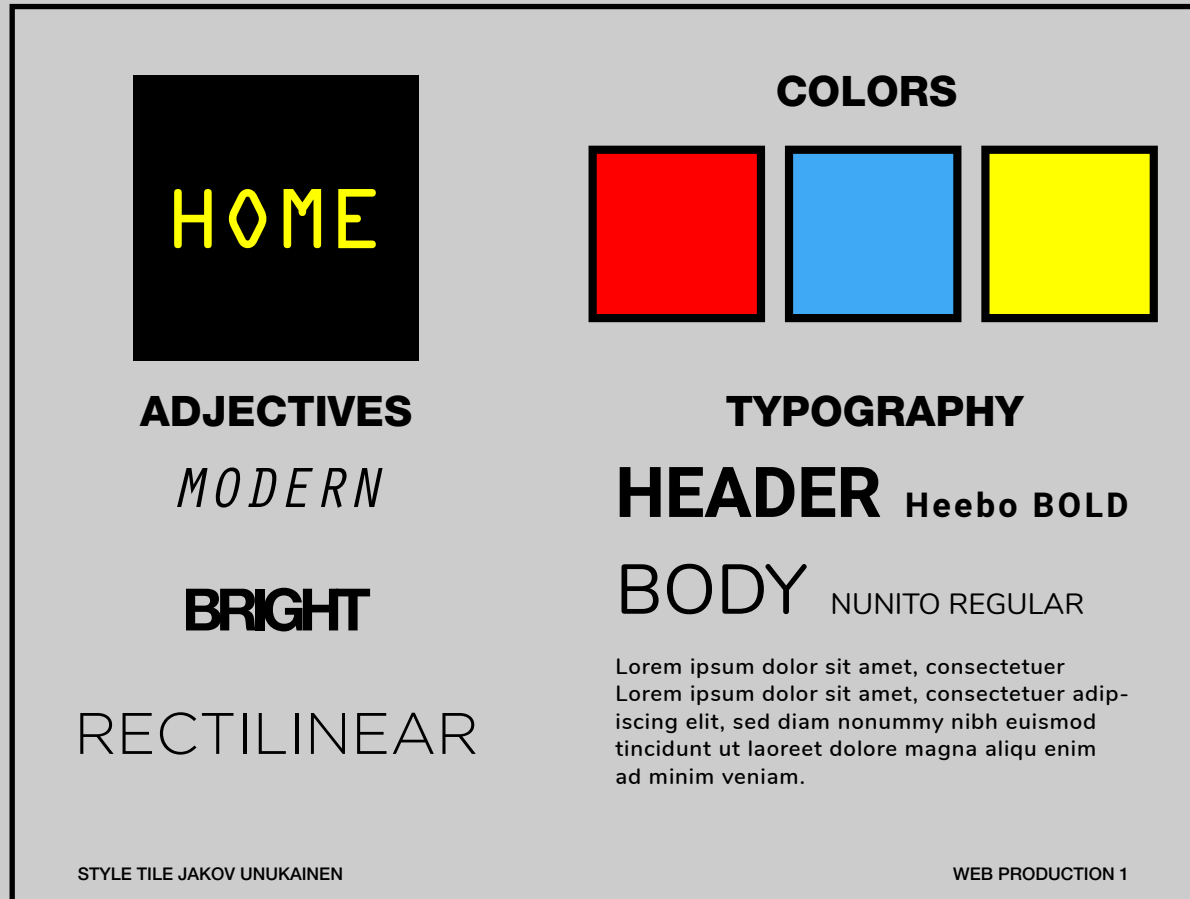 HOME
ADJECTIVES
MODERN
BRIGHT
RECTILINEAR
COLORS
TYPOGRAPHY
HEADER Heebo BOLD
BODY NUNITO REGULAR
Lorem ipsum dolor sit amet, consectetuer
Lorem ipsum dolor sit amet, consectetuer adip-
iscing elit, sed diam nonummy nibh euismod
tincidunt ut laoreet dolore magna aliqu enim
ad minim veniam.
STYLE TILE JAKOV UNUKAINEN
WEB PRODUCTION 1